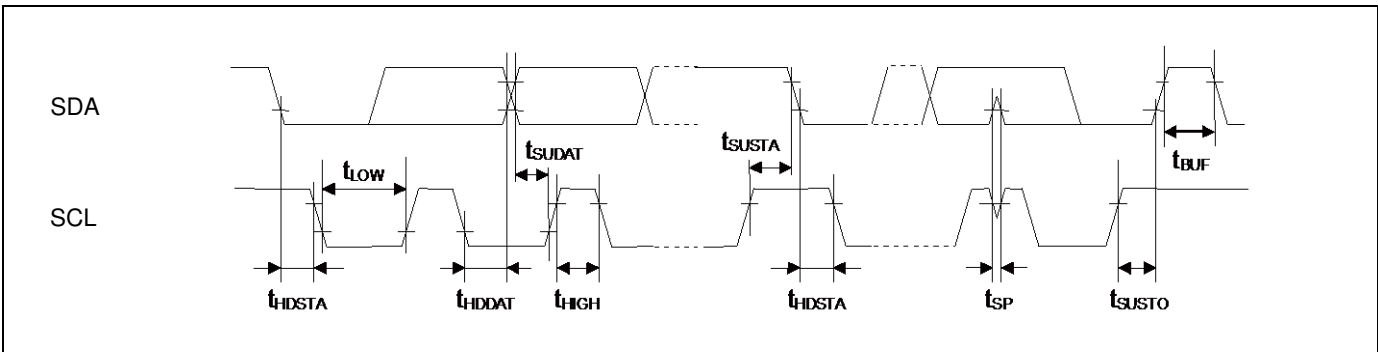 SDA
tSUDAT
tSUSTA
tBUF
tLOW
SCL
tHDSTA
tHDDAT
tHIGH
tHDSTA
tSP
tSUSTO